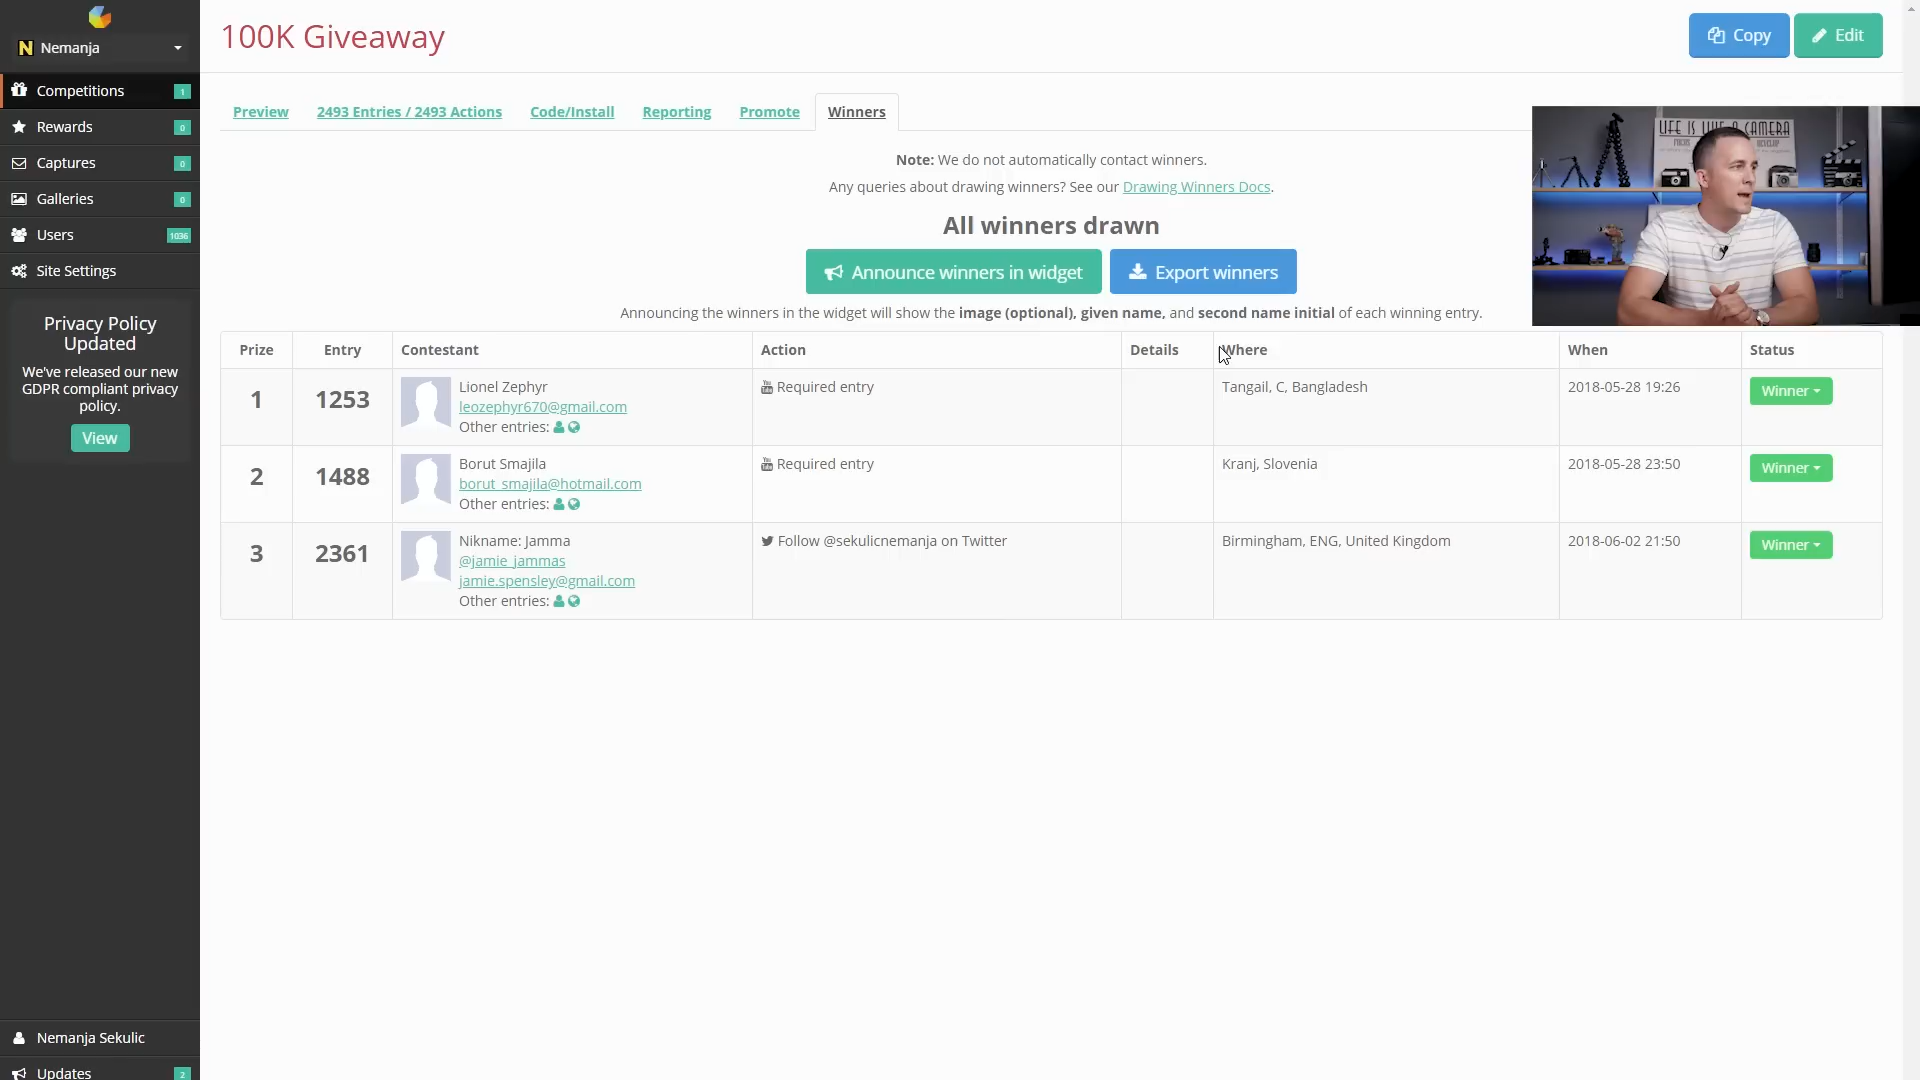 Nemanja
Competitions 1
Rewards 0
Captures 0
Galleries 0
Users 1036
Site Settings
Privacy Policy
Updated
We've released our new
GDPR compliant privacy
policy.
View
Nemanja Sekulic
Updates 2
100K Giveaway
Copy
Edit
Preview 2493 Entries / 2493 Actions Code/Install Reporting Promote Winners
Note: We do not automatically contact winners.
Any queries about drawing winners? See our Drawing Winners Docs.
All winners drawn
Announce winners in widget
Export winners
Announcing the winners in the widget will show the image (optional), given name, and second name initial of each winning entry.
LIFE IS LIKE A CAMERA
Prize Entry Contestant Action Details Where When Status
1 1253 Lionel Zephyr Required entry Tangail, C, Bangladesh 2018-05-28 19:26 Winner
leozephyr670@gmail.com
Other entries:
2 1488 Borut Smajila Required entry Kranj, Slovenia 2018-05-28 23:50 Winner
borut_smajila@hotmail.com
Other entries:
3 2361 Nikname: Jamma Follow @sekulicnemanja on Twitter Birmingham, ENG, United Kingdom 2018-06-02 21:50 Winner
@jamie_jammas
jamie.spensley@gmail.com
Other entries: